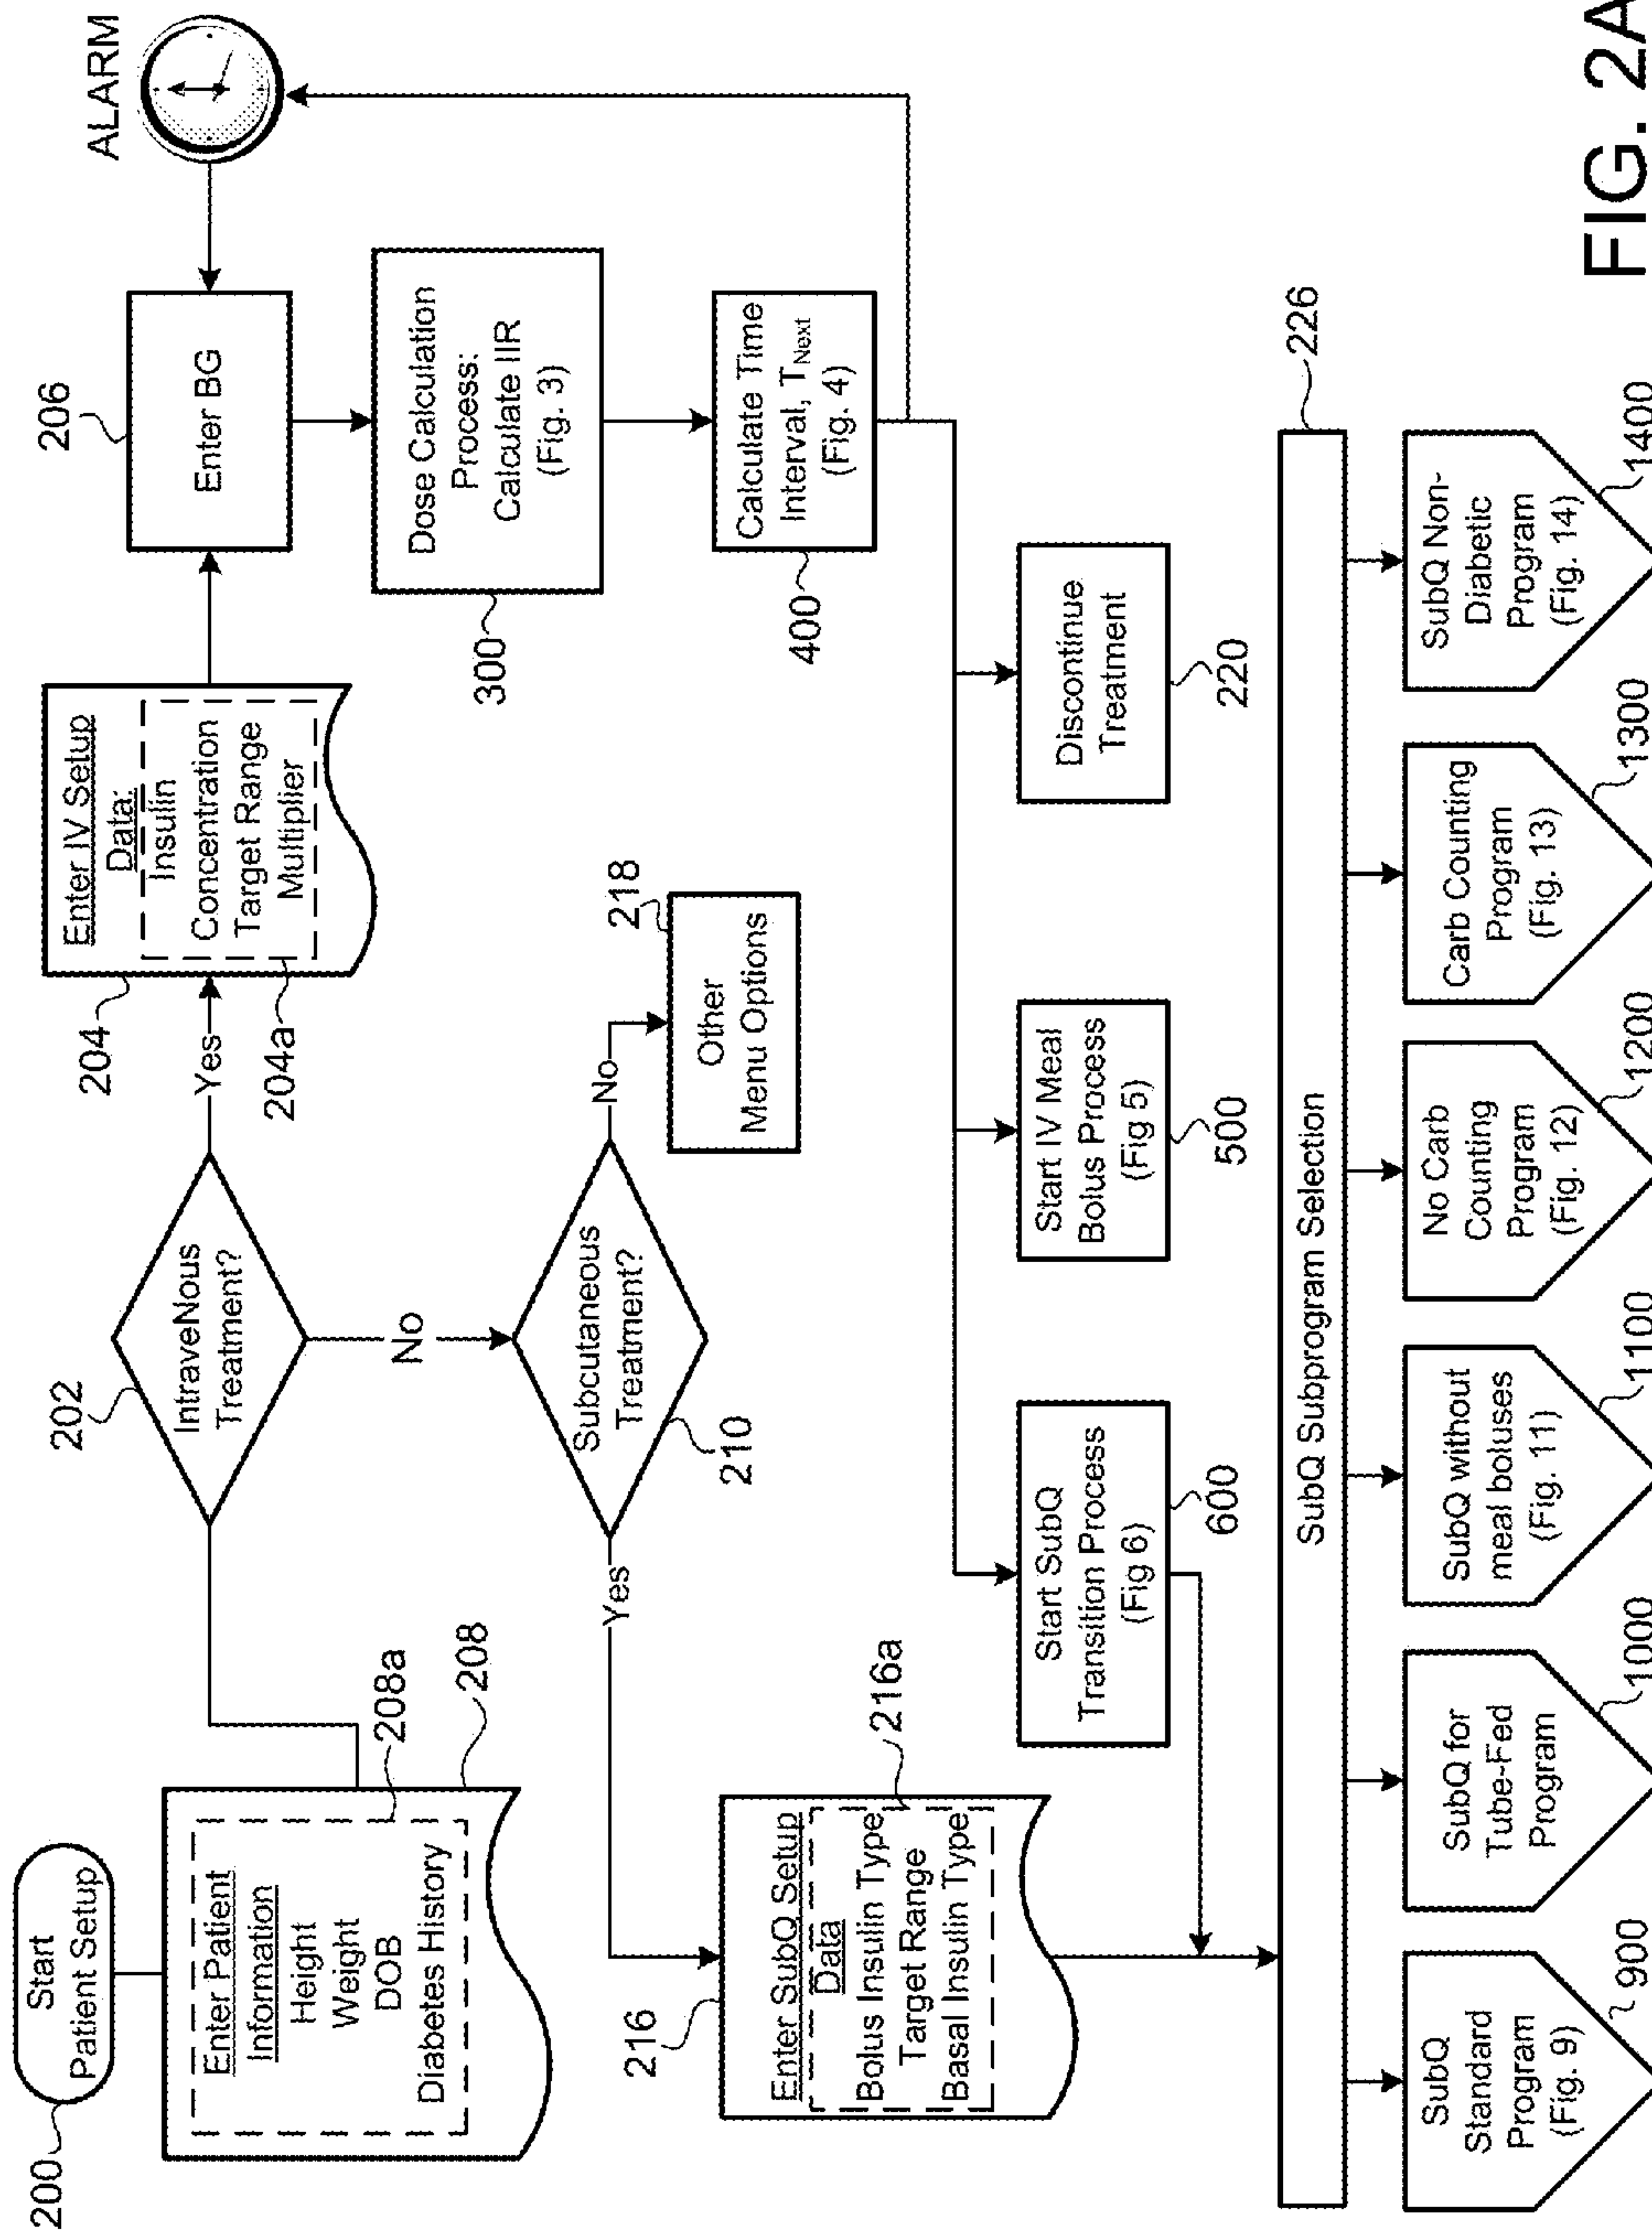 200
Start
Patient Setup
Enter Patient
Information
Height
Weight
DOB
Diabetes History
208a
208
202
IntraveNous
Treatment?
Yes
No
204
204a
Enter IV Setup
Data:
Insulin
Concentration
Target Range
Multiplier
206
Enter BG
ALARM
300
Dose Calculation
Process:
Calculate IIR
(Fig. 3)
400
Calculate Time
Interval, TNext
(Fig. 4)
Subcutaneous
Treatment?
210
Yes
No
218
Other
Menu Options
216
Enter SubQ Setup
Data
Bolus Insulin Type
Target Range
Basal Insulin Type
216a
Start SubQ
Transition Process
(Fig 6)
600
Start IV Meal
Bolus Process
(Fig 5)
500
Discontinue
Treatment
220
SubQ Subprogram Selection
226
SubQ
Standard
Program
(Fig. 9)
900
SubQ for
Tube-Fed
Program
1000
SubQ without
meal boluses
(Fig. 11)
1100
No Carb
Counting
Program
(Fig. 12)
1200
Carb Counting
Program
(Fig. 13)
1300
SubQ Non-
Diabetic
Program
(Fig. 14)
1400
FIG. 2A